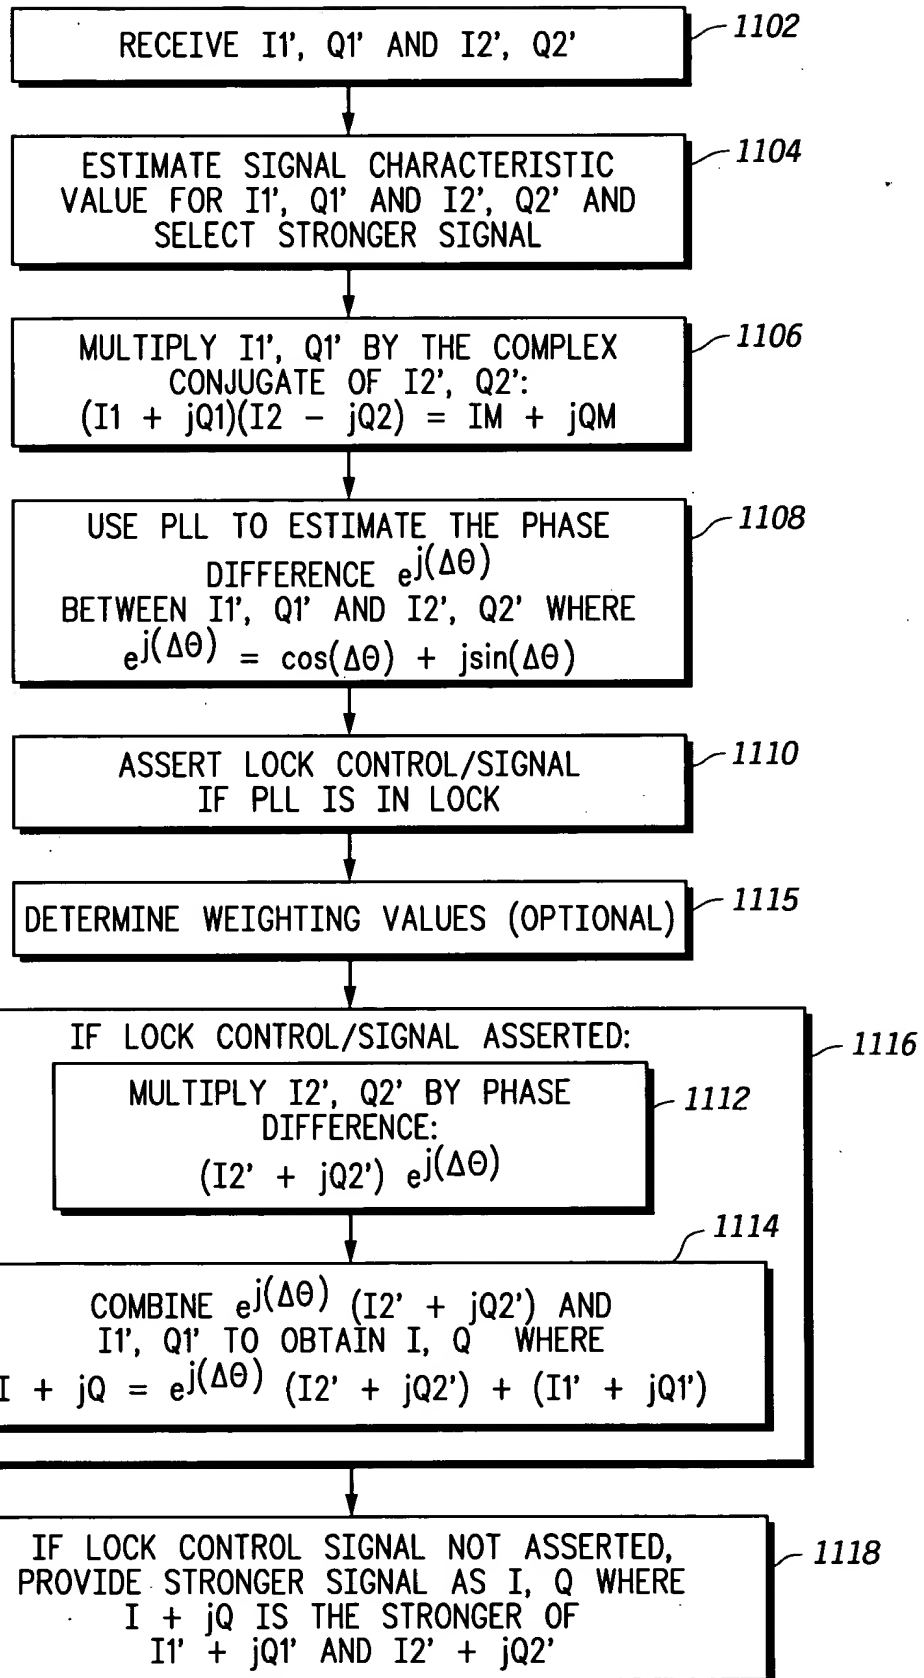 RECEIVE I1', Q1' AND I2', Q2'
1102
ESTIMATE SIGNAL CHARACTERISTIC
VALUE FOR I1', Q1' AND I2', Q2' AND
SELECT STRONGER SIGNAL
1104
MULTIPLY I1', Q1' BY THE COMPLEX
CONJUGATE OF I2', Q2':
(I1 + jQ1)(I2 - jQ2) = IM + jQM
1106
USE PLL TO ESTIMATE THE PHASE
DIFFERENCE e^j(ΔΘ)
BETWEEN I1', Q1' AND I2', Q2' WHERE
e^j(ΔΘ) = cos(ΔΘ) + jsin(ΔΘ)
1108
ASSERT LOCK CONTROL/SIGNAL
IF PLL IS IN LOCK
1110
DETERMINE WEIGHTING VALUES (OPTIONAL)
1115
IF LOCK CONTROL/SIGNAL ASSERTED:
1116
MULTIPLY I2', Q2' BY PHASE
DIFFERENCE:
(I2' + jQ2') e^j(ΔΘ)
1112
1114
COMBINE e^j(ΔΘ) (I2' + jQ2') AND
I1', Q1' TO OBTAIN I, Q WHERE
I + jQ = e^j(ΔΘ) (I2' + jQ2') + (I1' + jQ1')
IF LOCK CONTROL SIGNAL NOT ASSERTED,
PROVIDE STRONGER SIGNAL AS I, Q WHERE
I + jQ IS THE STRONGER OF
I1' + jQ1' AND I2' + jQ2'
1118